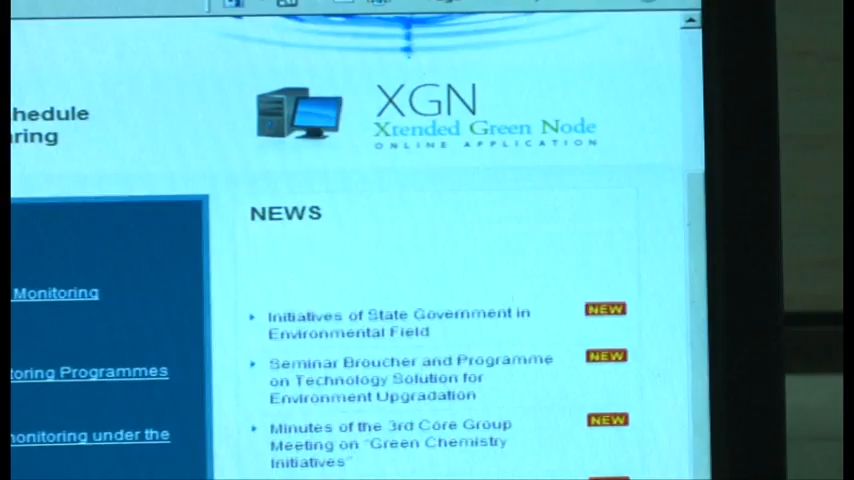 XGN
Xtended Green Node
ONLINE APPLICATION
hedule
ring
NEWS
Monitoring
toring Programmes
onitoring under the
Initiatives of State Government in
Environmental Field
NEW
Seminar Broucher and Programme
on Technology Solution for
Environment Upgradation
NEW
Minutes of the 3rd Core Group
Meeting on "Green Chemistry
Initiatives"
NEW